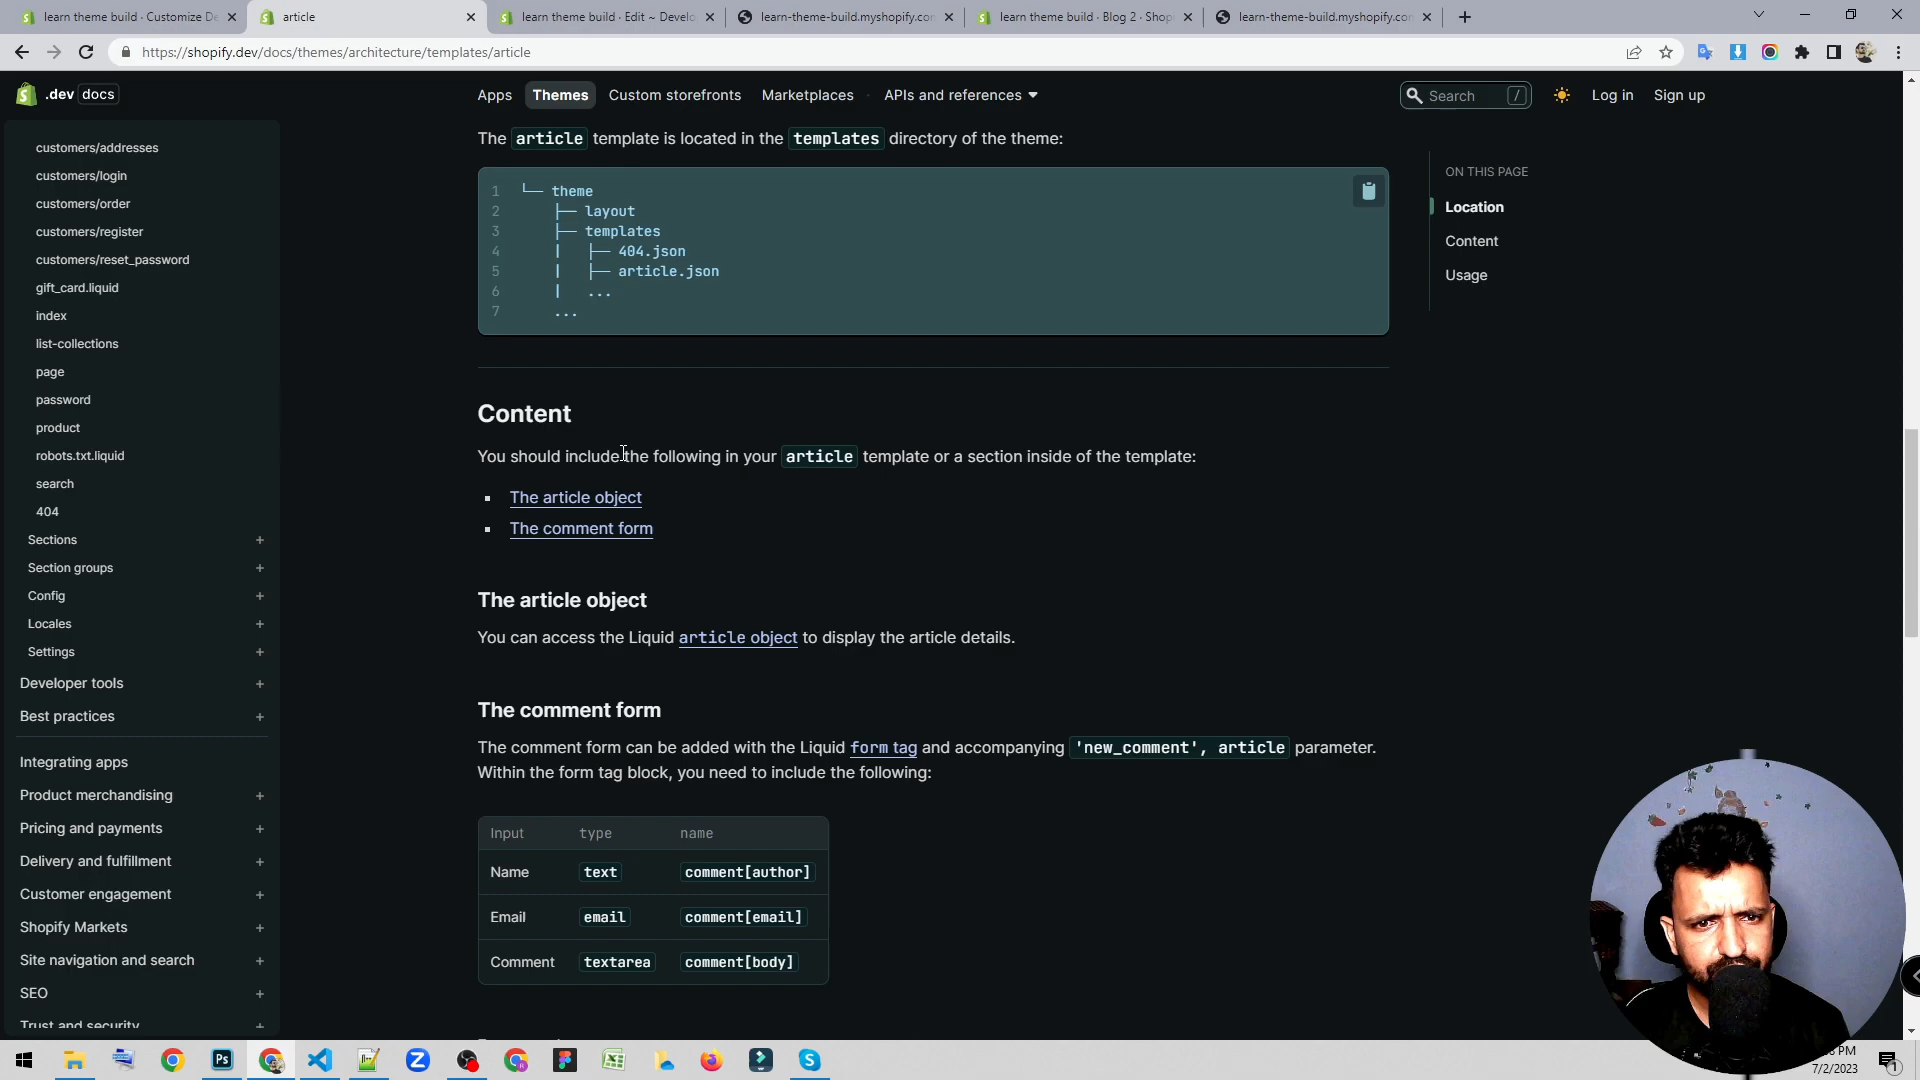 learn theme build · Customize De
article
learn theme build · Edit ~ Develo
learn-theme-build.myshopify.com
learn theme build · Blog 2 · Shop
learn-theme-build.myshopify.com
https://shopify.dev/docs/themes/architecture/templates/article
.dev docs
Apps
Themes
Custom storefronts
Marketplaces
APIs and references
Search /
Log in
Sign up
customers/addresses
customers/login
customers/order
customers/register
customers/reset_password
gift_card.liquid
index
list-collections
page
password
product
robots.txt.liquid
search
404
Sections +
Section groups +
Config +
Locales +
Settings +
Developer tools +
Best practices +
Integrating apps
Product merchandising +
Pricing and payments +
Delivery and fulfillment +
Customer engagement +
Shopify Markets +
Site navigation and search +
SEO +
Trust and security +
The article template is located in the templates directory of the theme:
1 └── theme
2 ├── layout
3 ├── templates
4 | ├── 404.json
5 | ├── article.json
6 | ...
7 ...
Content
You should include the following in your article template or a section inside of the template:
The article object
The comment form
The article object
You can access the Liquid article object to display the article details.
The comment form
The comment form can be added with the Liquid form tag and accompanying 'new_comment', article parameter.
Within the form tag block, you need to include the following:
Input type name
Name text comment[author]
Email email comment[email]
Comment textarea comment[body]
ON THIS PAGE
Location
Content
Usage
Ps
PM
7/2/2023
1